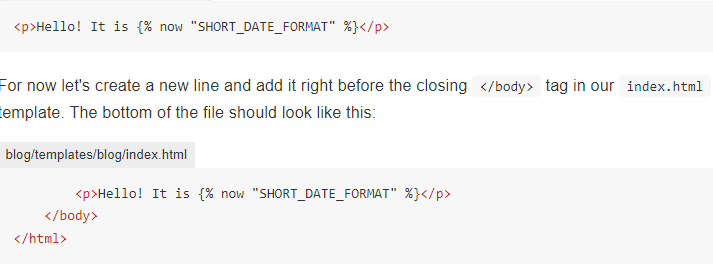 <p>Hello! It is {% now "SHORT_DATE_FORMAT" %}</p>
For now let's create a new line and add it right before the closing </body> tag in our index.html
template. The bottom of the file should look like this:
blog/templates/blog/index.html
<p>Hello! It is {% now "SHORT_DATE_FORMAT" %}</p>
</body>
</html>